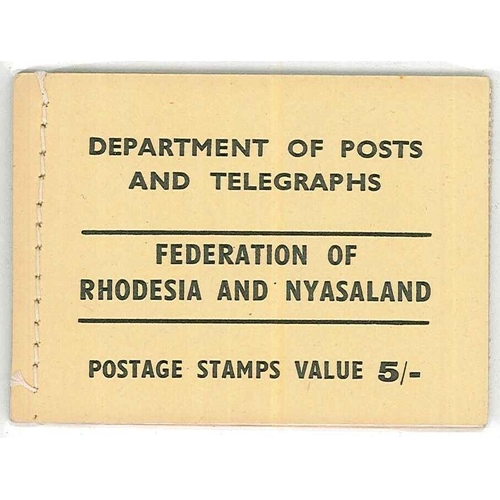 DEPARTMENT OF POSTS
AND TELEGRAPHS
FEDERATION OF
RHODESIA AND NYASALAND
POSTAGE STAMPS VALUE 5/-